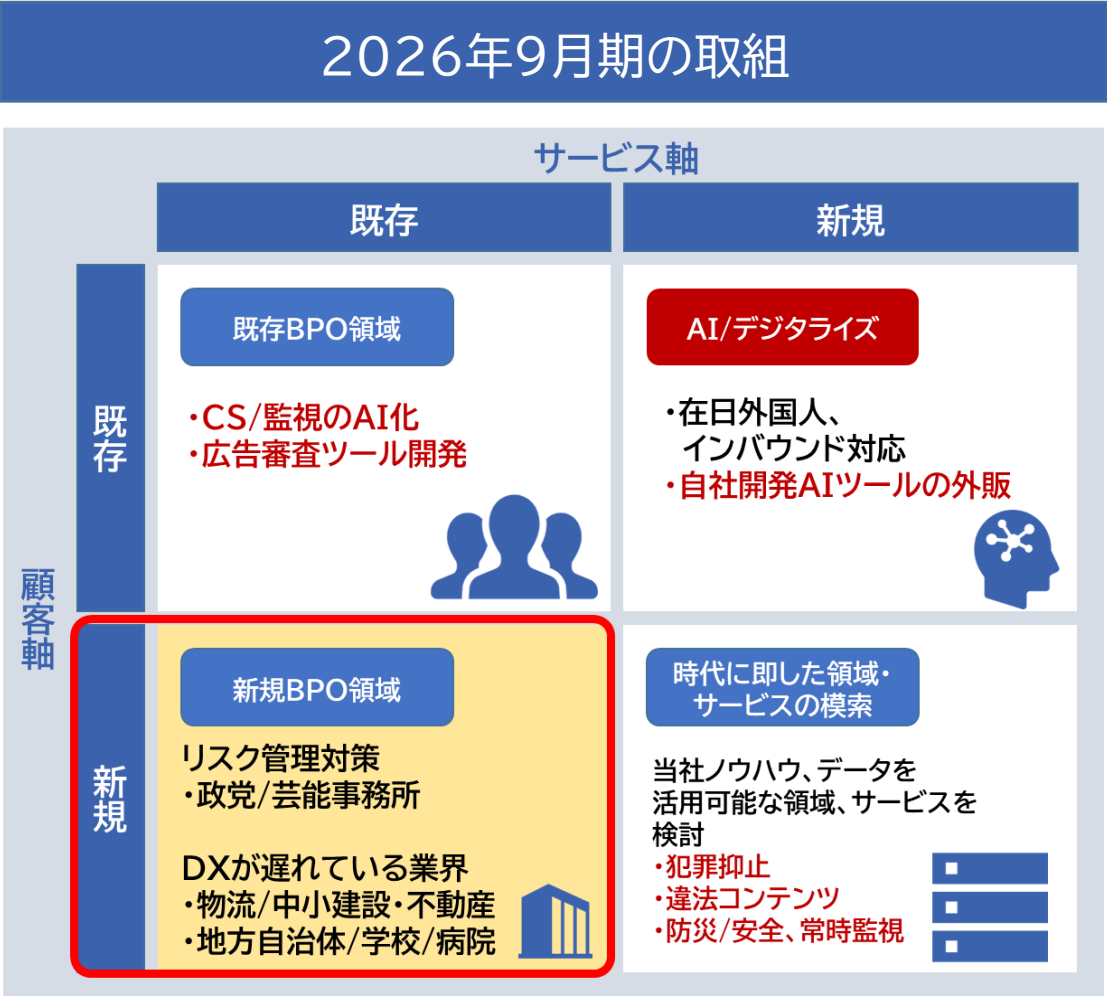 2026年9月期の取組
サービス軸
既存
新規
顧客軸
既存
既存BPO領域
・CS/監視のAI化
・広告審査ツール開発
AI/デジタライズ
・在日外国人、
インバウンド対応
・自社開発AIツールの外販
新規
新規BPO領域
リスク管理対策
・政党/芸能事務所
DXが遅れている業界
・物流/中小建設・不動産
・地方自治体/学校/病院
時代に即した領域・
サービスの模索
当社ノウハウ、データを
活用可能な領域、サービスを
検討
・犯罪抑止
・違法コンテンツ
・防災/安全、常時監視